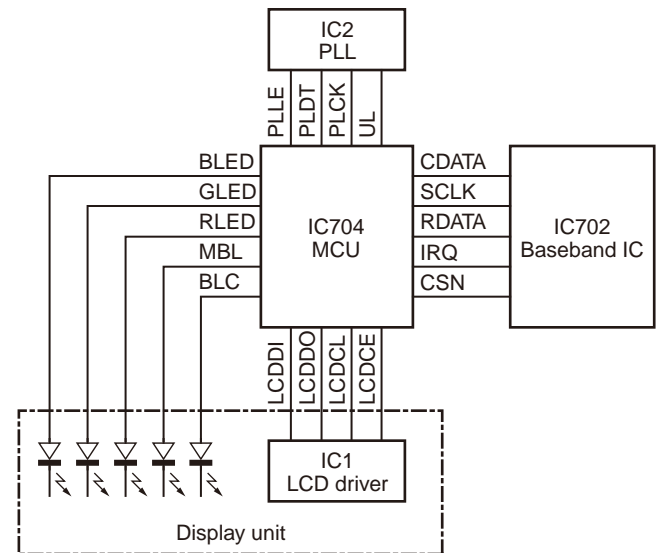 IC2
PLL
PLLE
PLDT
PLCK
UL
BLED
GLED
RLED
MBL
BLC
IC704
MCU
CDATA
SCLK
RDATA
IRQ
CSN
IC702
Baseband IC
LCDDI
LCDDO
LCDCL
LCDCE
IC1
LCD driver
Display unit